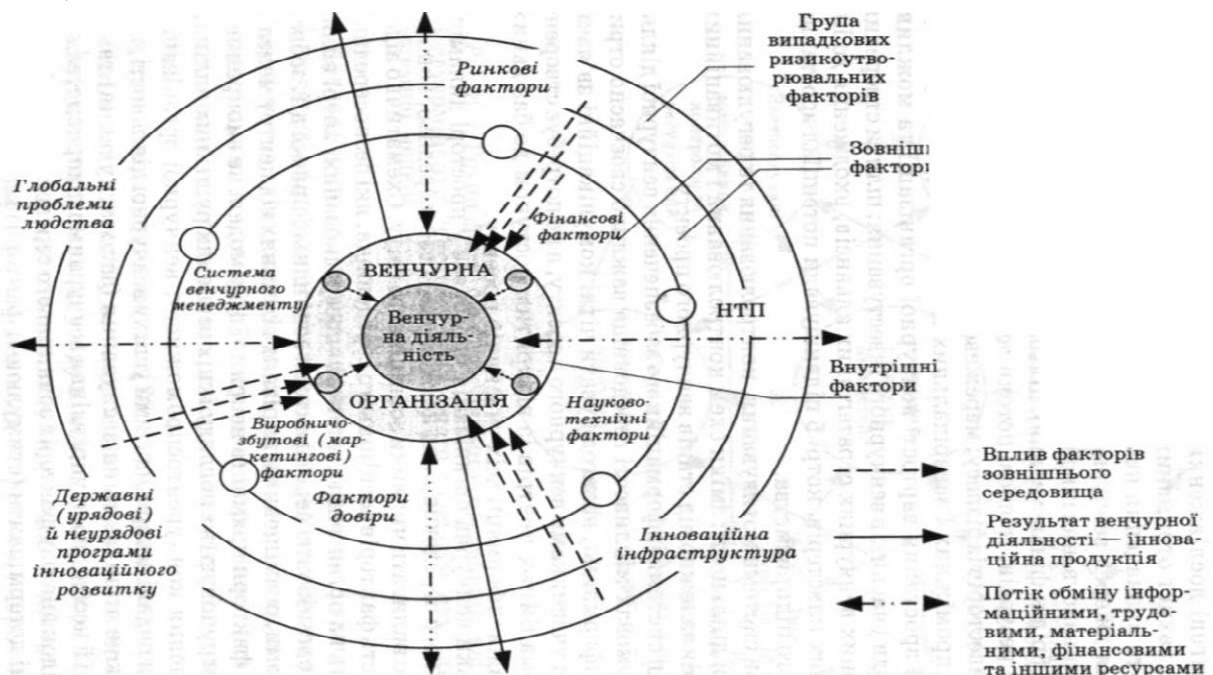 Група
випадкових
ризикоутво-
рювальних
факторів
Ринкові
фактори
Зовнішні
фактори
Глобальні
проблеми
людства
Фінансові
фактори
Система
венчурного
менеджменту
ВЕНЧУРНА
Венчур-
на діяль-
ність
ОРГАНІЗАЦІЯ
НТП
Внутрішні
фактори
Науково-
технічні
фактори
Виробничо-
збутові (мар-
кетингові)
фактори
Фактори
довіри
Державні
(урядові)
й неурядові
програми
інноваційного
розвитку
Інноваційна
інфраструктура
Вплив факторів
зовнішнього
середовища
Результат венчурної
діяльності — іннова-
ційна продукція
Потік обміну інфор-
маційними, трудо-
вими, матеріаль-
ними, фінансовими
та іншими ресурсами